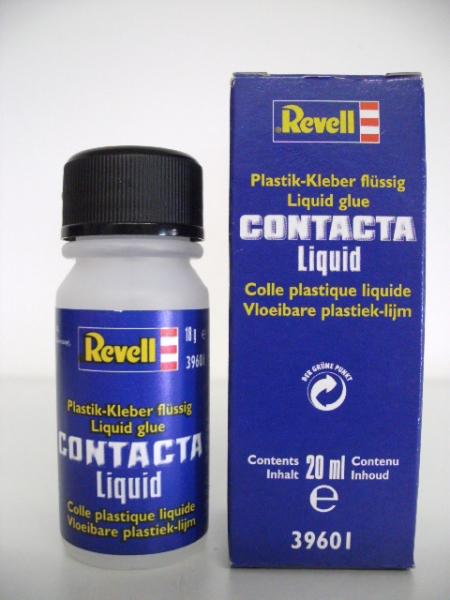 Revell
Plastik-Kleber flüssig
Liquid glue
CONTACTA
Liquid
Colle plastique liquide
Vloeibare plastiek-lijm
DER GRÜNE PUNKT
Contents 20 ml Contenu
Inhalt Inhoud
e
39601
Revell
18 g e
39601
Plastik-Kleber flüssig
Liquid glue
CONTACTA
Liquid
Colle plastique liquide
Vloeibare plastiek-lijm